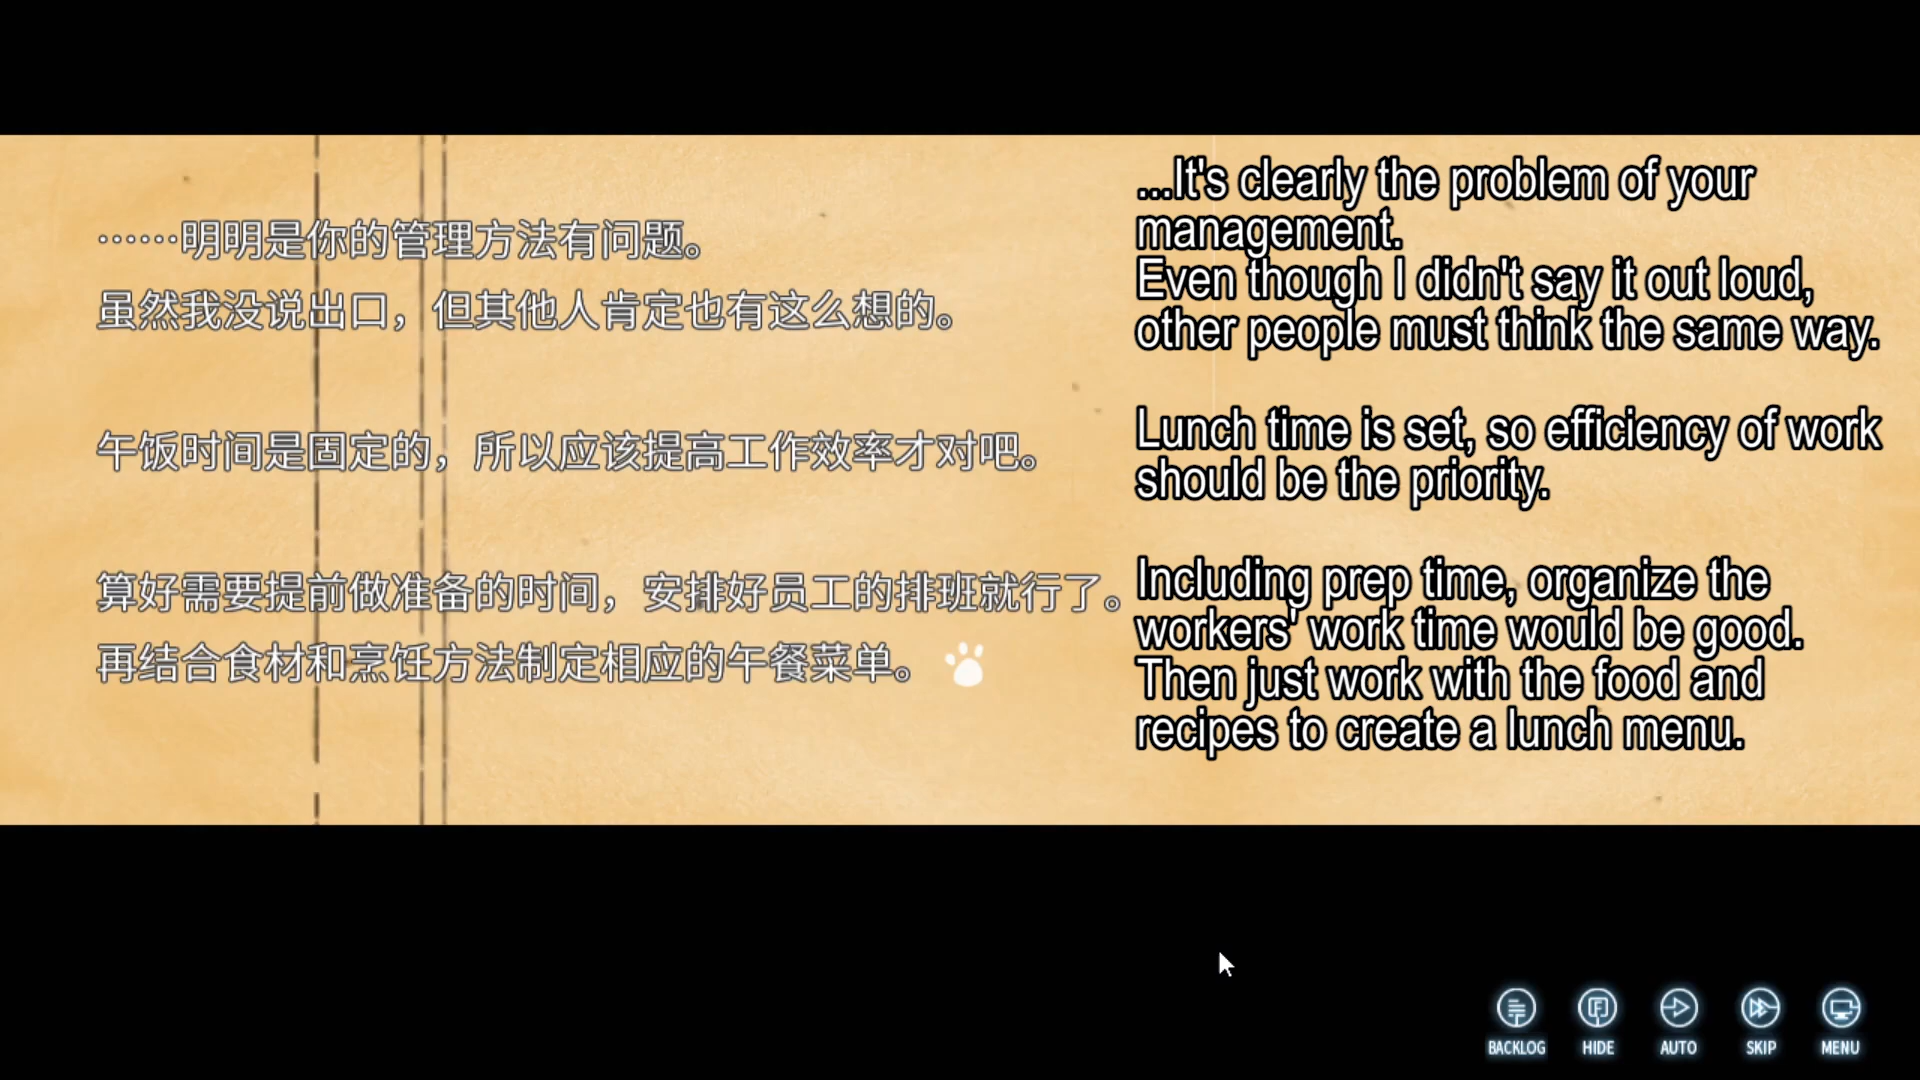 ……明明是你的管理方法有问题。
虽然我没说出口，但其他人肯定也有这么想的。
午饭时间是固定的，所以应该提高工作效率才对吧。
算好需要提前做准备的时间，安排好员工的排班就行了。
再结合食材和烹饪方法制定相应的午餐菜单。
...It's clearly the problem of your
management.
Even though I didn't say it out loud,
other people must think the same way.
Lunch time is set, so efficiency of work
should be the priority.
Including prep time, organize the
workers' work time would be good.
Then just work with the food and
recipes to create a lunch menu.
BACKLOG
HIDE
AUTO
SKIP
MENU